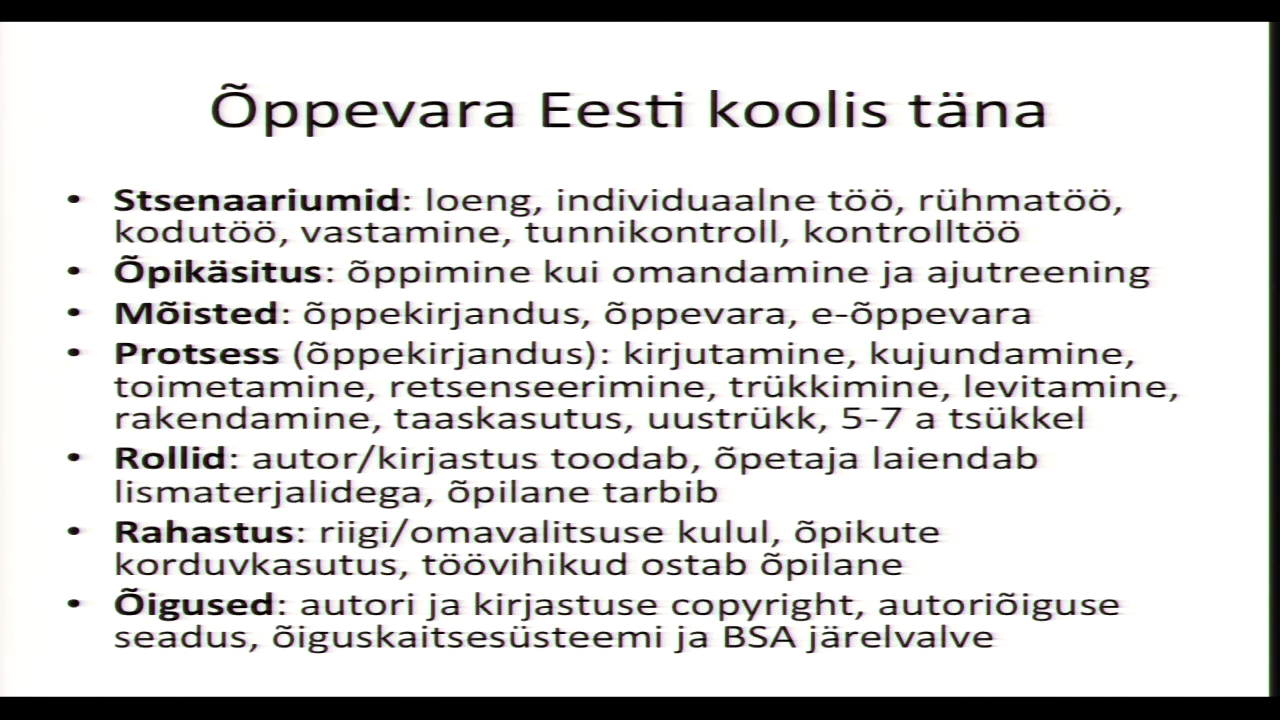 Õppevara Eesti koolis täna
• Stsenaariumid: loeng, individuaalne töö, rühmatöö,
kodutöö, vastamine, tunnikontroll, kontrolltöö
• Õpikäsitus: õppimine kui omandamine ja ajutreening
• Mõisted: õppekirjandus, õppevara, e-õppevara
• Protsess (õppekirjandus): kirjutamine, kujundamine,
toimetamine, retsenseerimine, trükkimine, levitamine,
rakendamine, taaskasutus, uustrükk, 5-7 a tsükkel
• Rollid: autor/kirjastus toodab, õpetaja laiendab
lismaterjalidega, õpilane tarbib
• Rahastus: riigi/omavalitsuse kulul, õpikute
korduvkasutus, töövihikud ostab õpilane
• Õigused: autori ja kirjastuse copyright, autoriõiguse
seadus, õiguskaitsesüsteemi ja BSA järelvalve